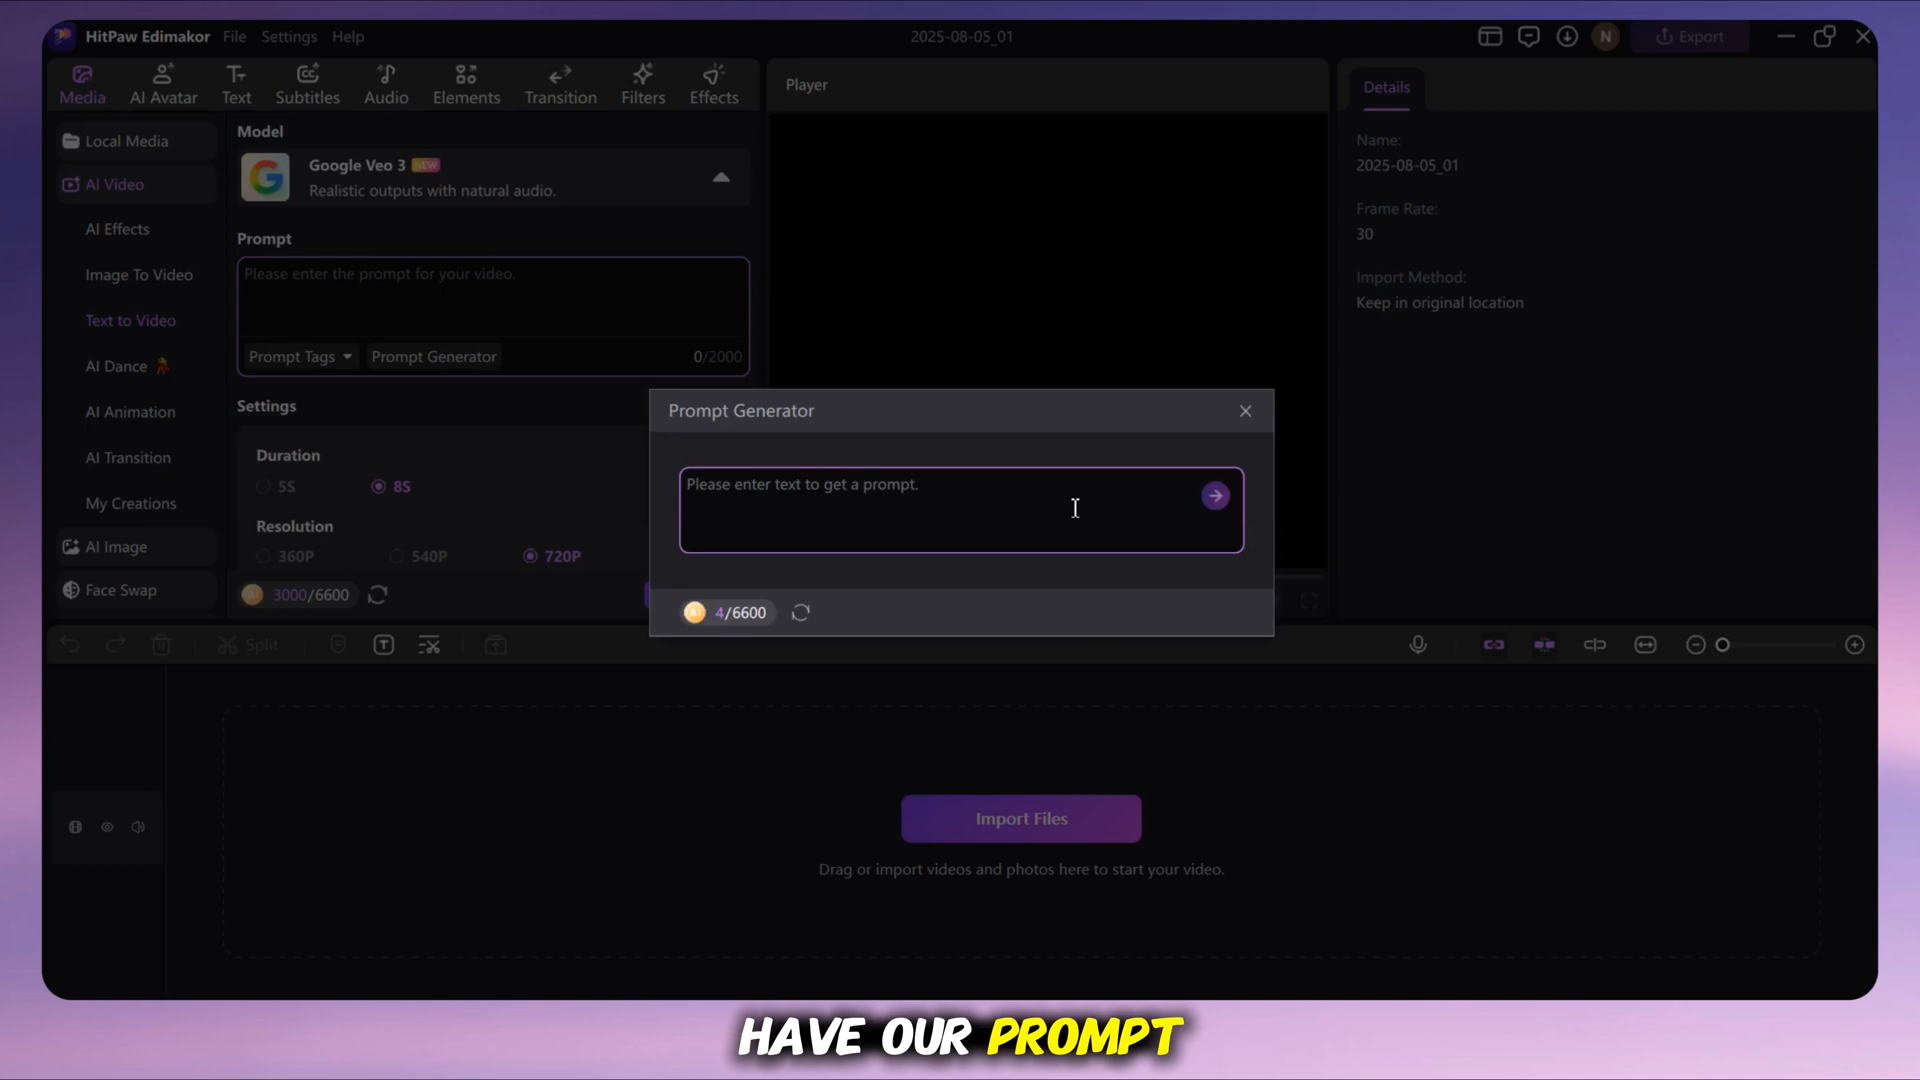 HitPaw Edimakor File Settings Help 2025-08-05_01 N Export
Media AI Avatar Text Subtitles Audio Elements Transition Filters Effects
Player
Details
Local Media
AI Video
AI Effects
Image To Video
Text to Video
AI Dance
AI Animation
AI Transition
My Creations
AI Image
Face Swap
Model
Google Veo 3 NEW
Realistic outputs with natural audio.
Prompt
Please enter the prompt for your video.
Prompt Tags Prompt Generator 0/2000
Settings
Duration
5S 8S
Resolution
360P 540P 720P
AI 3000/6600
Name:
2025-08-05_01
Frame Rate:
30
Import Method:
Keep in original location
Prompt Generator
Please enter text to get a prompt.
AI 4/6600
Split
Import Files
Drag or import videos and photos here to start your video.
HAVE OUR PROMPT